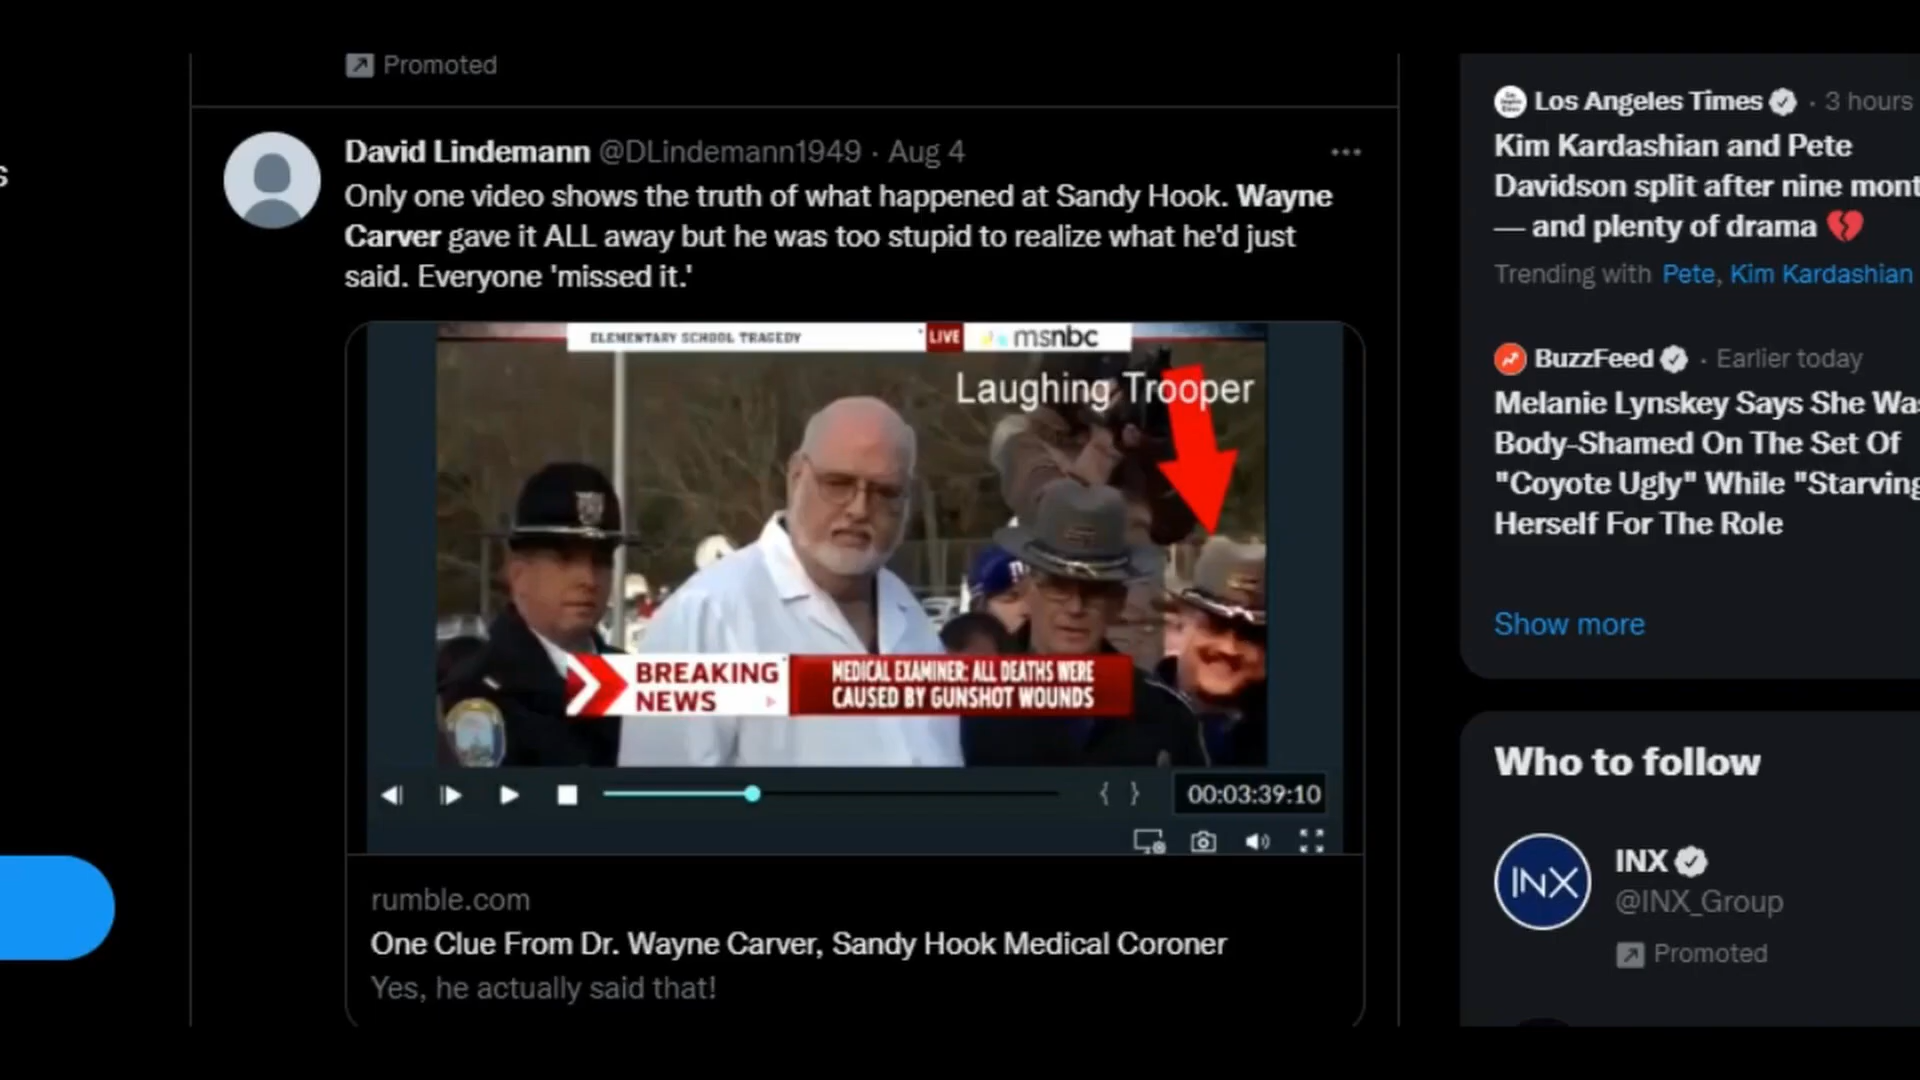 Promoted
David Lindemann @DLindemann1949 · Aug 4
Only one video shows the truth of what happened at Sandy Hook. Wayne
Carver gave it ALL away but he was too stupid to realize what he'd just
said. Everyone 'missed it.'
ELEMENTARY SCHOOL TRAGEDY
LIVE
msnbc
Laughing Trooper
BREAKING
NEWS
MEDICAL EXAMINER: ALL DEATHS WERE
CAUSED BY GUNSHOT WOUNDS
{ }
00:03:39:10
rumble.com
One Clue From Dr. Wayne Carver, Sandy Hook Medical Coroner
Yes, he actually said that!
s
Los Angeles Times · 3 hours
Kim Kardashian and Pete
Davidson split after nine mont
— and plenty of drama 💔
Trending with Pete, Kim Kardashian
BuzzFeed · Earlier today
Melanie Lynskey Says She Was
Body-Shamed On The Set Of
"Coyote Ugly" While "Starving
Herself For The Role
Show more
Who to follow
INX
INX
@INX_Group
Promoted